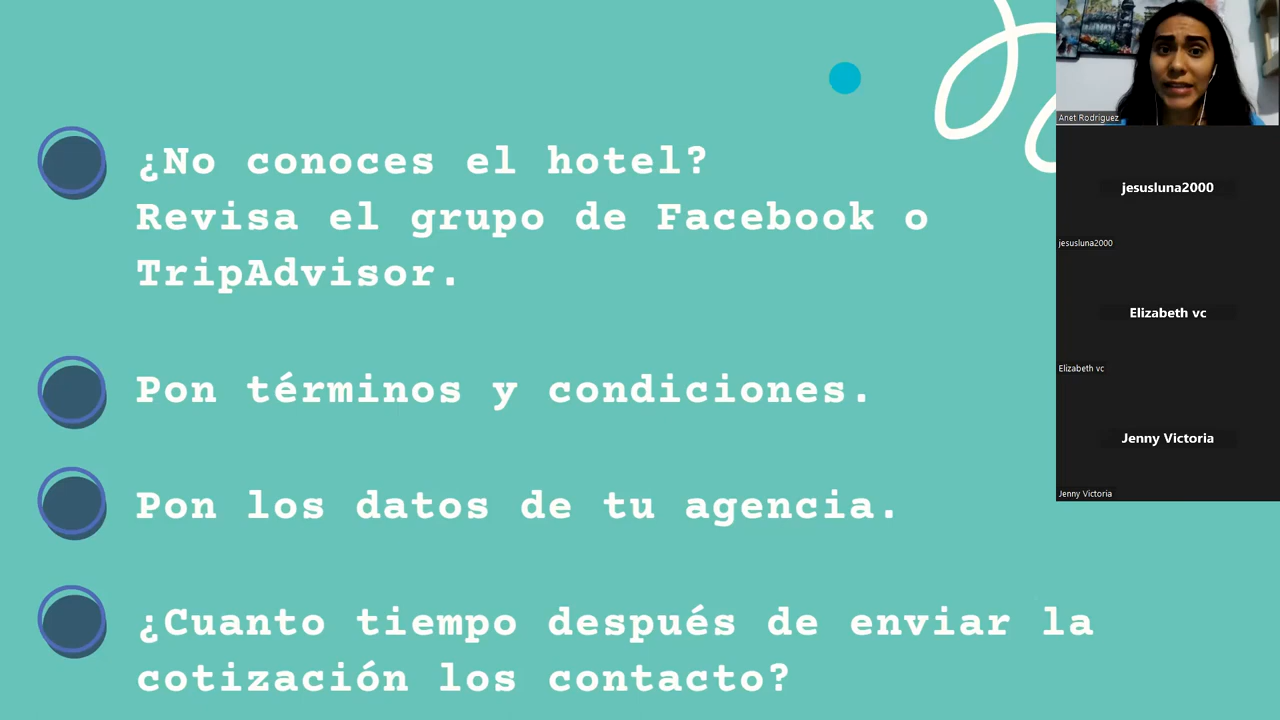 ¿No conoces el hotel?
Revisa el grupo de Facebook o
TripAdvisor.
Pon términos y condiciones.
Pon los datos de tu agencia.
¿Cuanto tiempo después de enviar la
cotización los contacto?
Anet Rodriguez
jesusluna2000
jesusluna2000
Elizabeth vc
Elizabeth vc
Jenny Victoria
Jenny Victoria